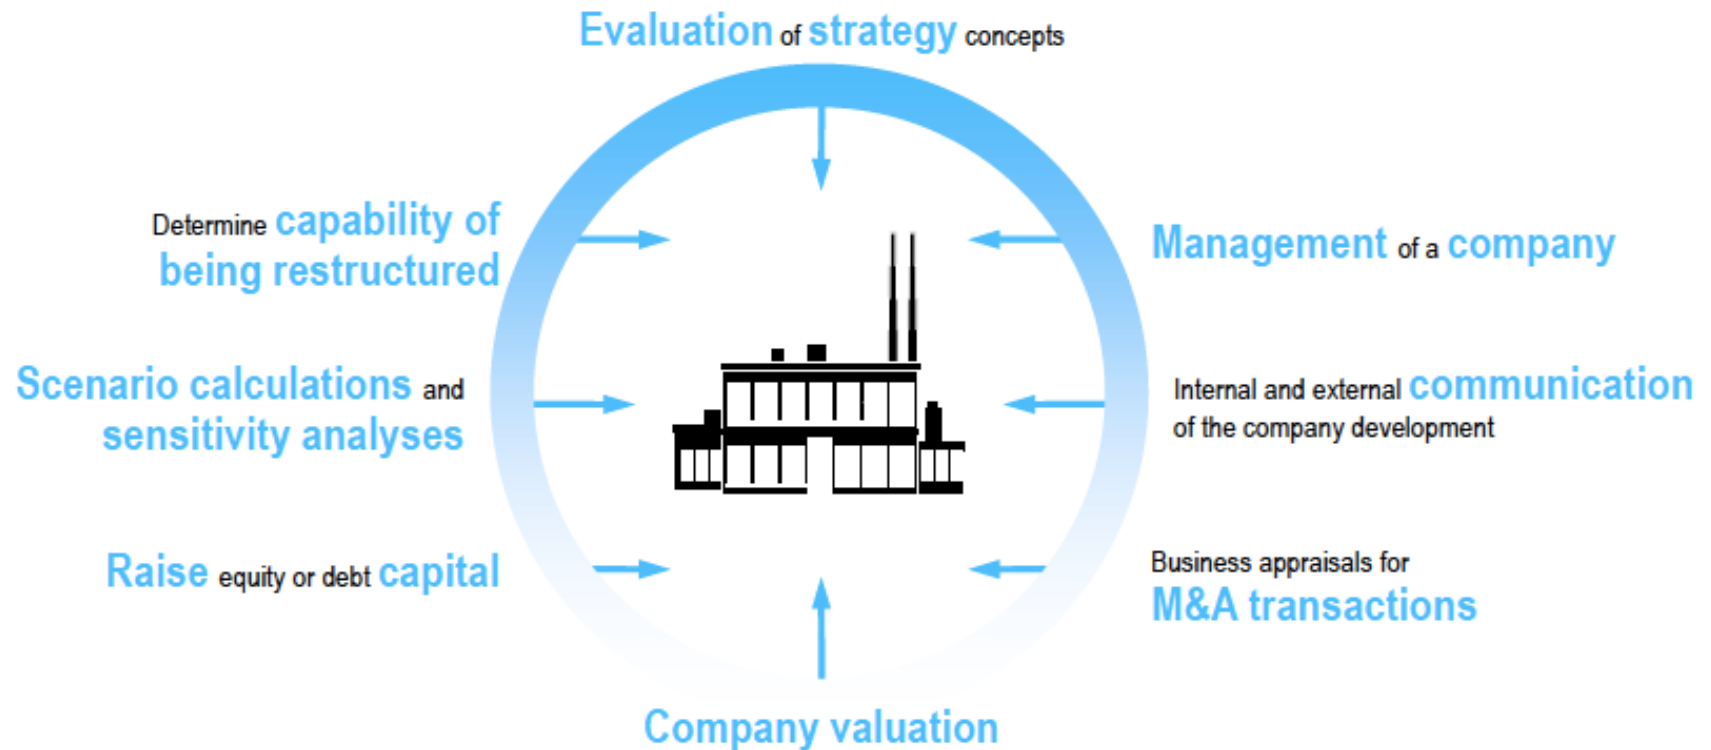 Evaluation of strategy concepts
Determine capability of
being restructured
Management of a company
Scenario calculations and
sensitivity analyses
Internal and external communication
of the company development
Raise equity or debt capital
Business appraisals for
M&A transactions
Company valuation